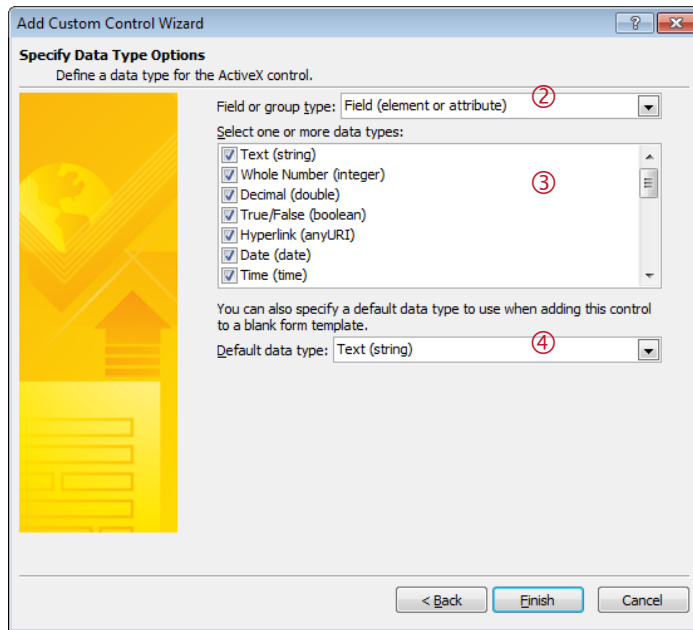 Add Custom Control Wizard
?
Specify Data Type Options
Define a data type for the ActiveX control.
Field or group type: Field (element or attribute) ②
Select one or more data types:
Text (string)
Whole Number (integer)
Decimal (double) ③
True/False (boolean)
Hyperlink (anyURI)
Date (date)
Time (time)
You can also specify a default data type to use when adding this control
to a blank form template.
Default data type: Text (string) ④
< Back Finish Cancel